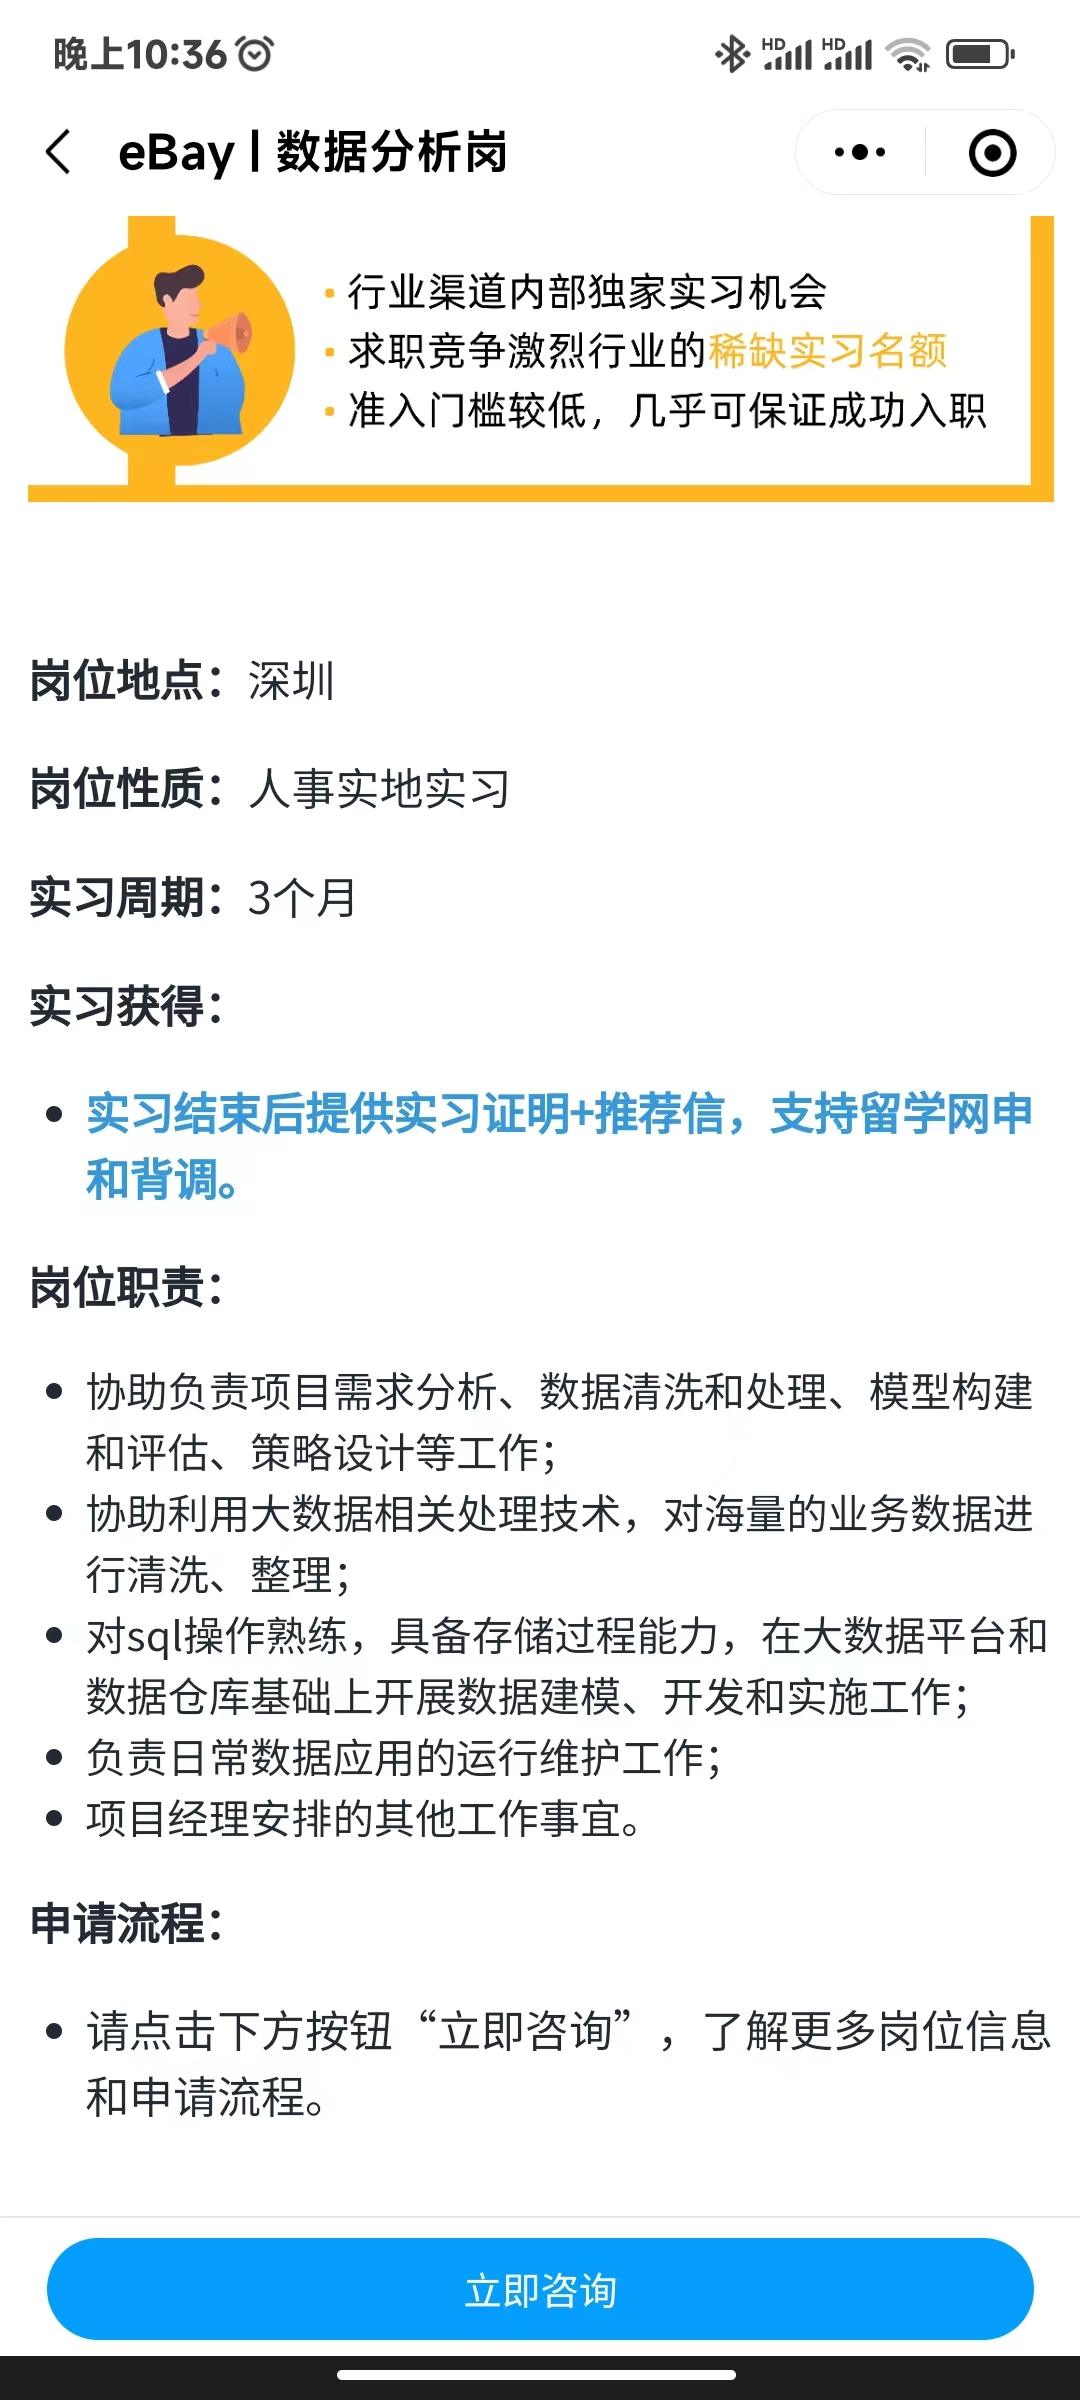 晚上10:36
HD HD
eBay | 数据分析岗
• 行业渠道内部独家实习机会
• 求职竞争激烈行业的稀缺实习名额
• 准入门槛较低，几乎可保证成功入职
岗位地点：深圳
岗位性质：人事实地实习
实习周期：3个月
实习获得：
• 实习结束后提供实习证明+推荐信，支持留学网申
和背调。
岗位职责：
• 协助负责项目需求分析、数据清洗和处理、模型构建
和评估、策略设计等工作；
• 协助利用大数据相关处理技术，对海量的业务数据进
行清洗、整理；
• 对sql操作熟练，具备存储过程能力，在大数据平台和
数据仓库基础上开展数据建模、开发和实施工作；
• 负责日常数据应用的运行维护工作；
• 项目经理安排的其他工作事宜。
申请流程：
• 请点击下方按钮“立即咨询”，了解更多岗位信息
和申请流程。
立即咨询